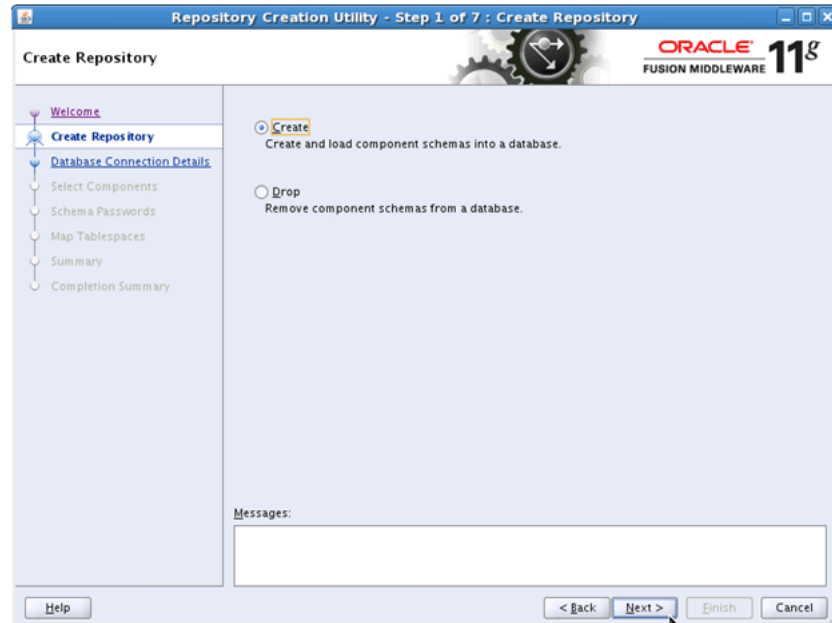 Repository Creation Utility - Step 1 of 7 : Create Repository
Create Repository
ORACLE
FUSION MIDDLEWARE 11g
Welcome
Create Repository
Database Connection Details
Select Components
Schema Passwords
Map Tablespaces
Summary
Completion Summary
Create
Create and load component schemas into a database.
Drop
Remove component schemas from a database.
Messages:
Help
< Back
Next >
Finish
Cancel